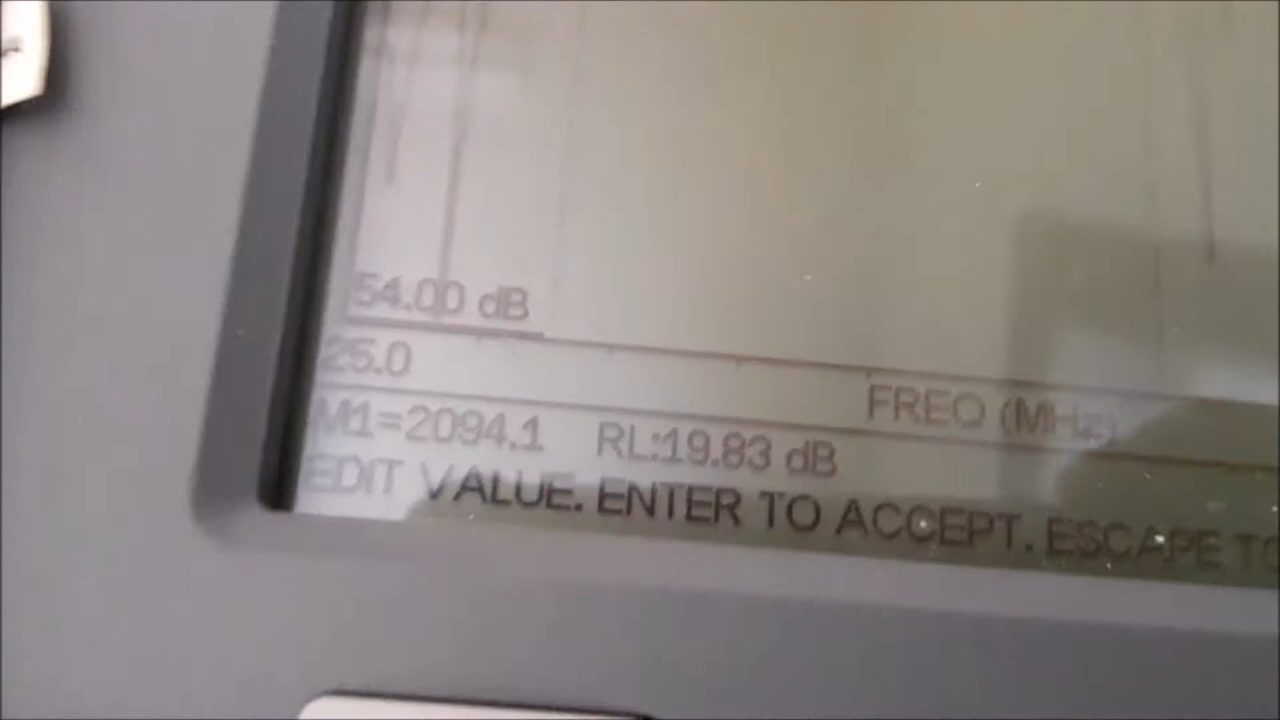 54.00 dB
25.0
FREQ (MHz)
M1=2094.1 RL:19.83 dB
EDIT VALUE. ENTER TO ACCEPT. ESCAPE TO